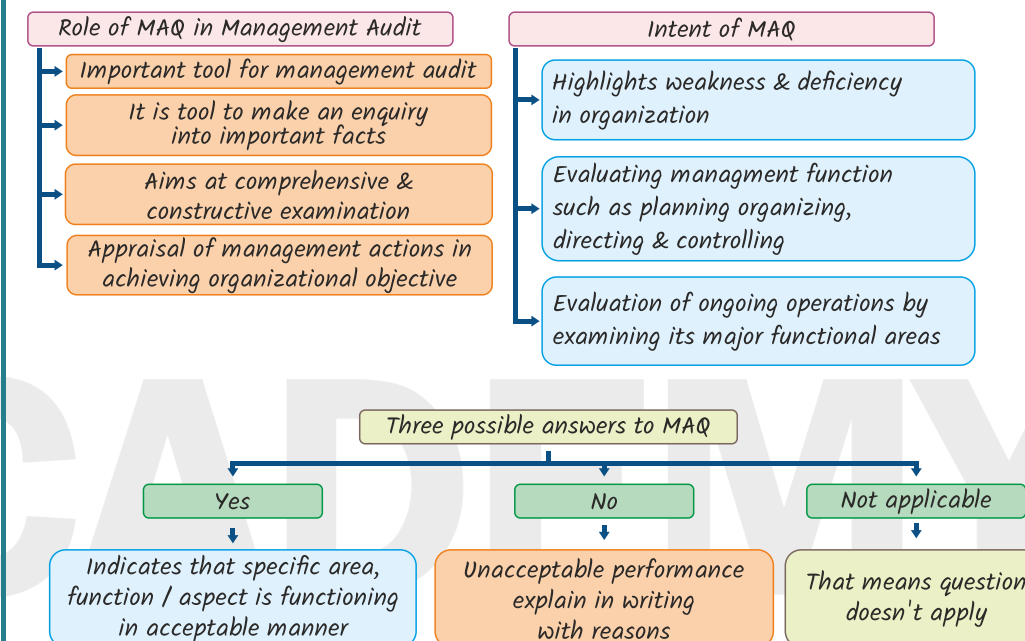 Role of MAQ in Management Audit
Important tool for management audit
It is tool to make an enquiry
into important facts
Aims at comprehensive &
constructive examination
Appraisal of management actions in
achieving organizational objective
Intent of MAQ
Highlights weakness & deficiency
in organization
Evaluating managment function
such as planning organizing,
directing & controlling
Evaluation of ongoing operations by
examining its major functional areas
CADEMY
Three possible answers to MAQ
Yes
No
Not applicable
Indicates that specific area,
function / aspect is functioning
in acceptable manner
Unacceptable performance
explain in writing
with reasons
That means question
doesn't apply